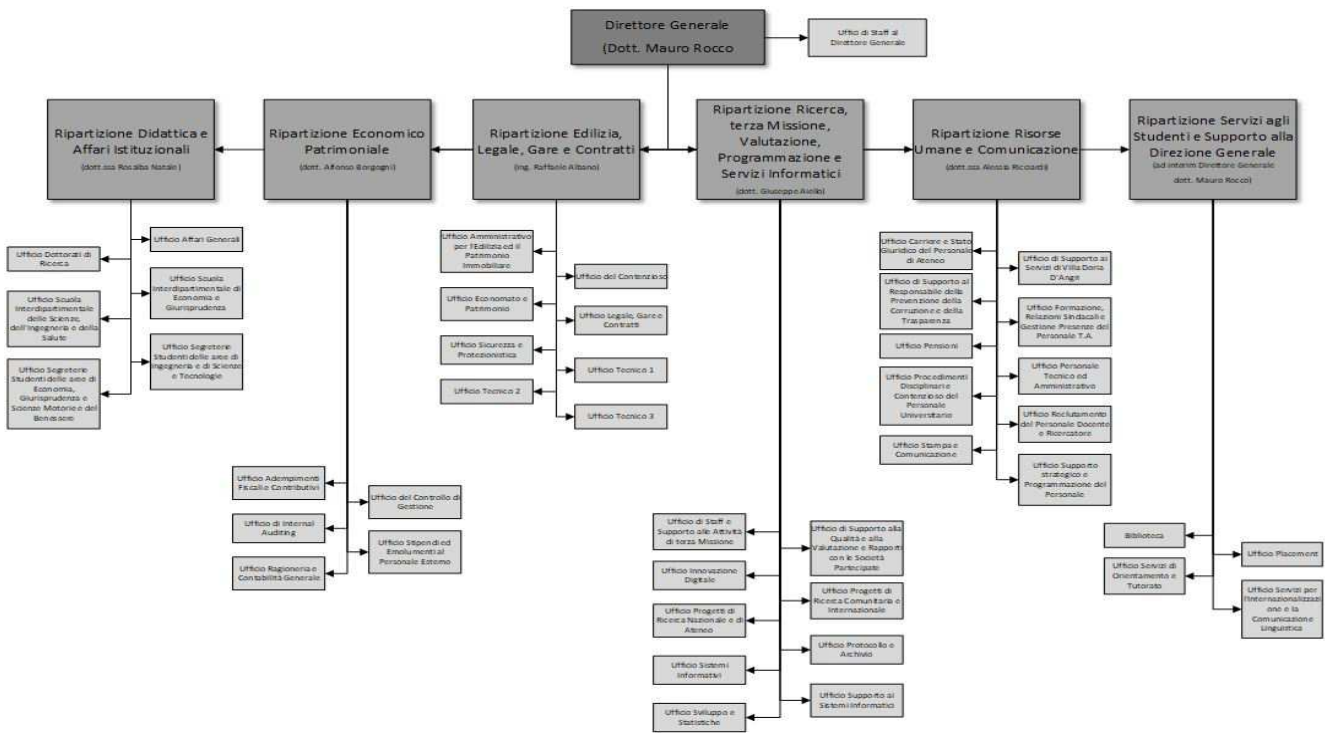 Direttore Generale
(Dott. Mauro Rocco
Uffici di Staff al
Direttore Generale
Ripartizione Didattica e
Affari Istituzionali
(dott.ssa Rosalba Natale)
Ripartizione Economico
Patrimoniale
(dott. Alfonso Borgogni)
Ripartizione Edilizia,
Legale, Gare e Contratti
(ing. Raffaele Albano)
Ripartizione Ricerca,
terza Missione,
Valutazione,
Programmazione e
Servizi Informatici
(dott. Giuseppe Aiello)
Ripartizione Risorse
Umane e Comunicazione
(dott.ssa Alessia Ricciardi)
Ripartizione Servizi agli
Studenti e Supporto alla
Direzione Generale
(ad interim Direttore Generale
dott. Mauro Rocco)
Ufficio Affari Generali
Ufficio Dottorati di
Ricerca
Ufficio Scuola
Interdipartimentale di
Economia e
Giurisprudenza
Ufficio Scuola
Interdipartimentale
delle Scienze,
dell'Ingegneria e della
Salute
Ufficio Segreterie
Studenti delle aree di
Ingegneria e di Scienze
e Tecnologie
Ufficio Segreterie
Studenti delle aree di
Economia,
Giurisprudenza e
Scienze Motorie e del
Benessere
Ufficio Adempimenti
Fiscali e Contributivi
Ufficio del Controllo di
Gestione
Ufficio di Internal
Auditing
Ufficio Stipendi ed
Emolumenti al
Personale Esterno
Ufficio Ragioneria e
Contabilità Generale
Ufficio Amministrativo
per l'Edilizia ed il
Patrimonio
Immobiliare
Ufficio del Contenzioso
Ufficio Economato e
Patrimonio
Ufficio Legale, Gare e
Contratti
Ufficio Sicurezza e
Protezionistica
Ufficio Tecnico 1
Ufficio Tecnico 2
Ufficio Tecnico 3
Ufficio di Staff e
Supporto alle Attività
di terza Missione
Ufficio di Supporto alla
Qualità e alla
Valutazione e Rapporti
con le Società
Partecipate
Ufficio Innovazione
Digitale
Ufficio Progetti di
Ricerca Comunitaria e
Internazionale
Ufficio Progetti di
Ricerca Nazionale e di
Ateneo
Ufficio Protocollo e
Archivio
Ufficio Sistemi
Informativi
Ufficio Supporto ai
Sistemi Informatici
Ufficio Sviluppo e
Statistiche
Ufficio Carriere e Stato
Giuridico del Personale
di Ateneo
Ufficio di Supporto ai
Servizi di Villa Doria
D'Angri
Ufficio di Supporto al
Responsabile della
Prevenzione della
Corruzione e della
Trasparenza
Ufficio Formazione,
Relazioni Sindacali e
Gestione Presenze del
Personale T.A.
Ufficio Pensioni
Ufficio Personale
Tecnico ed
Amministrativo
Ufficio Procedimenti
Disciplinari e
Contenzioso del
Personale
Universitario
Ufficio Reclutamento
del Personale Docente
e Ricercatore
Ufficio Stampa e
Comunicazione
Ufficio Supporto
strategico e
Programmazione del
Personale
Biblioteca
Ufficio Placement
Ufficio Servizi di
Orientamento e
Tutorato
Ufficio Servizi per
l'Internazionalizzazi
one e la
Comunicazione
Linguistica